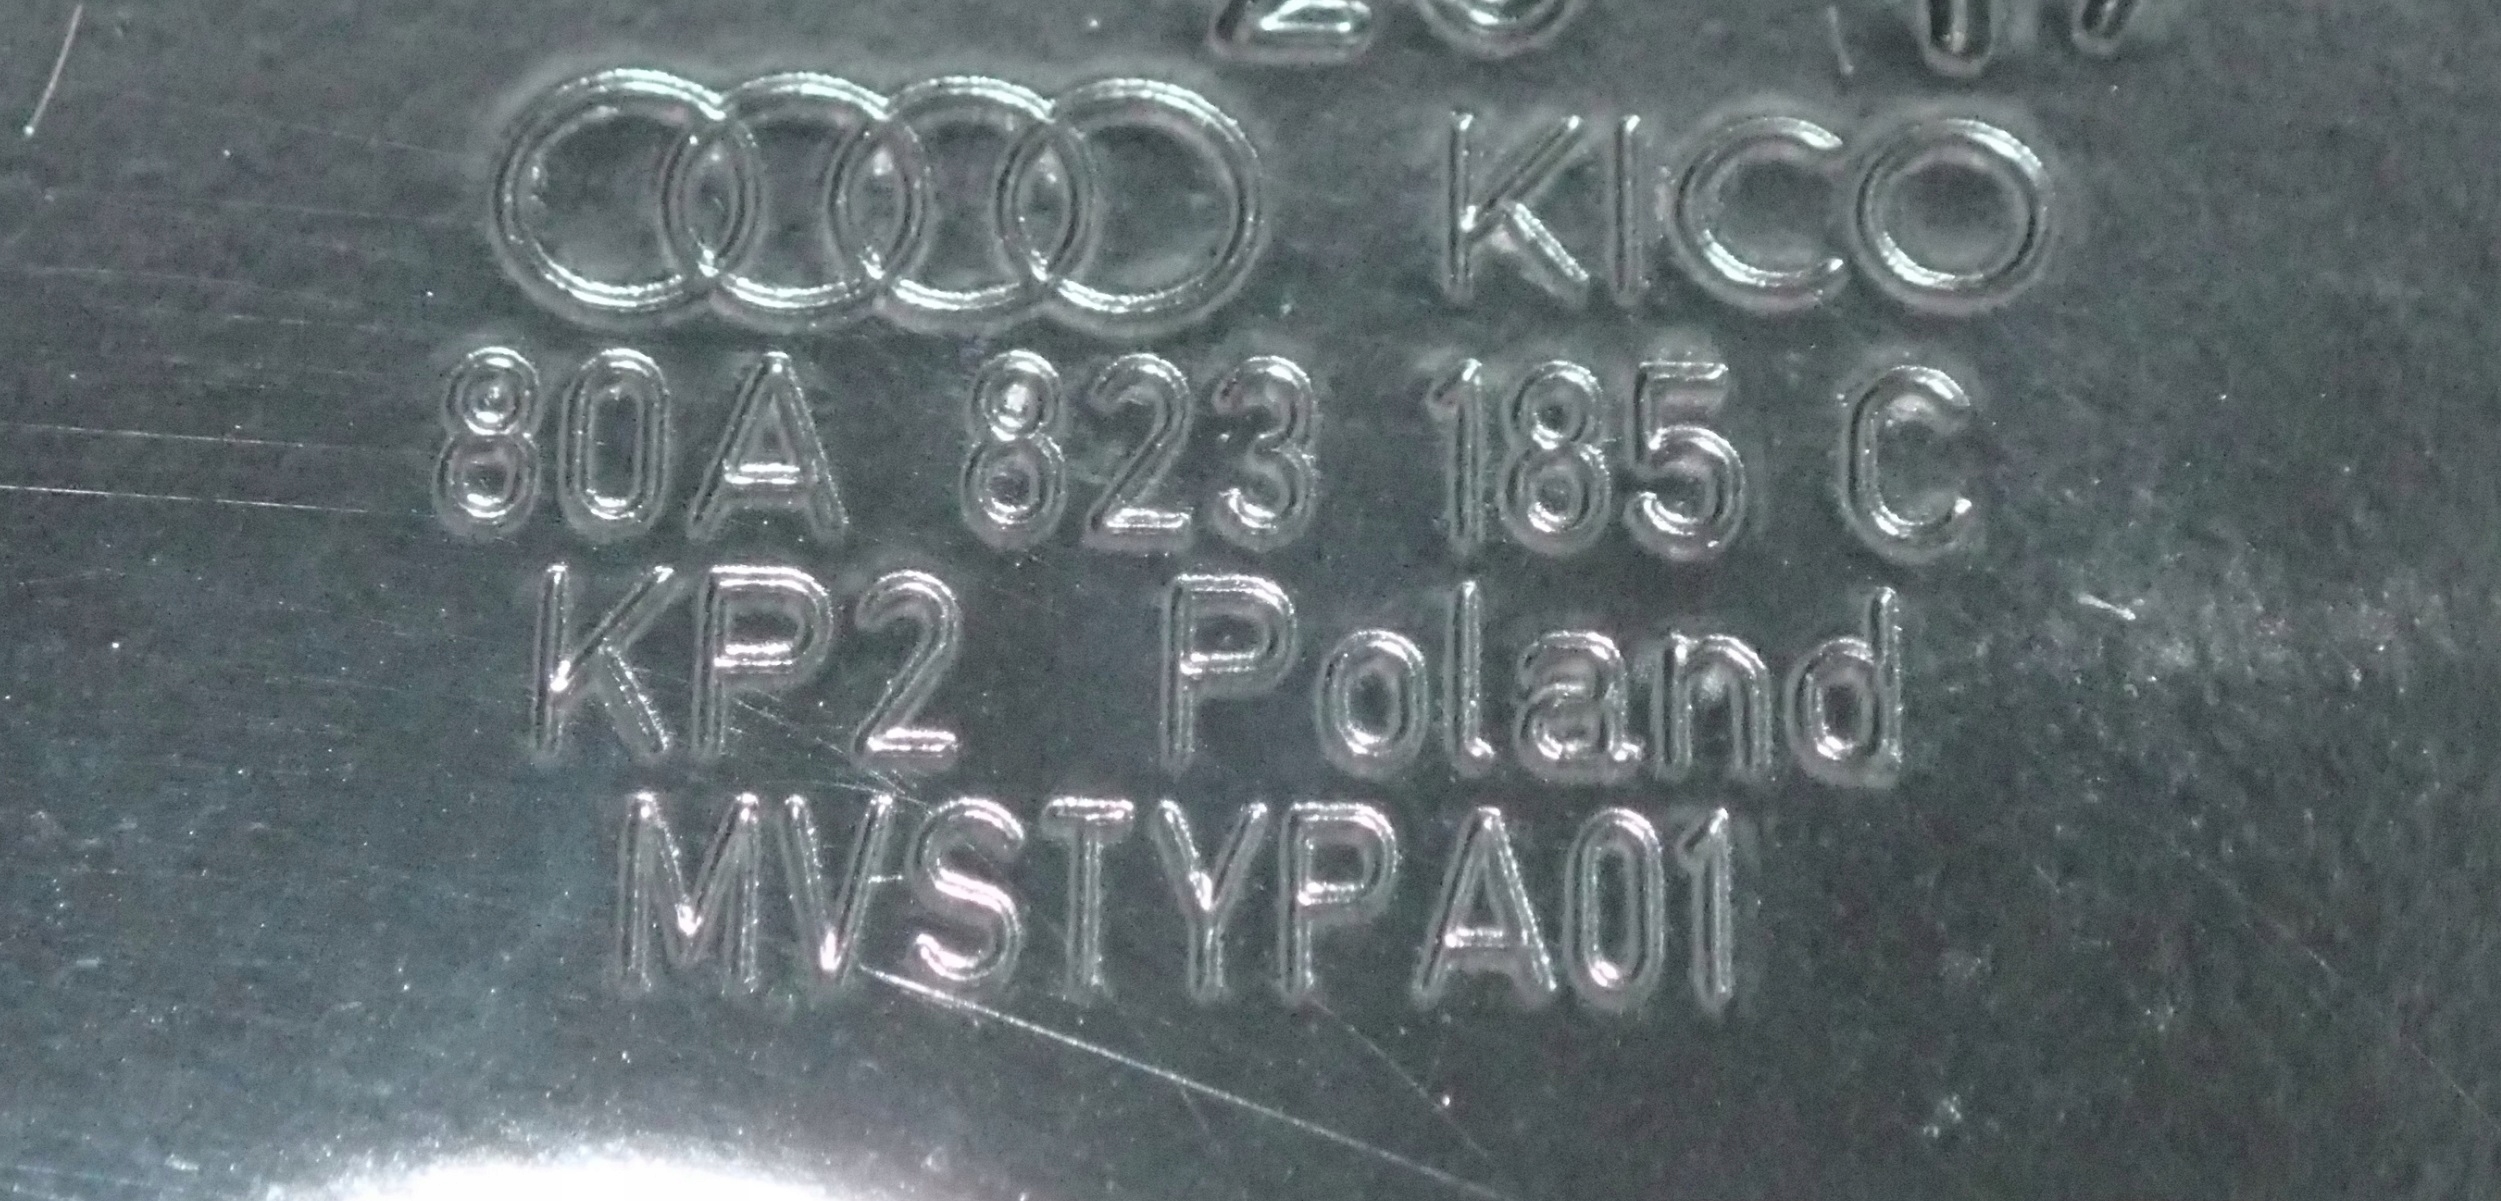 KICO
80A 823 185 C
KP2 Poland
MVSTYPA01